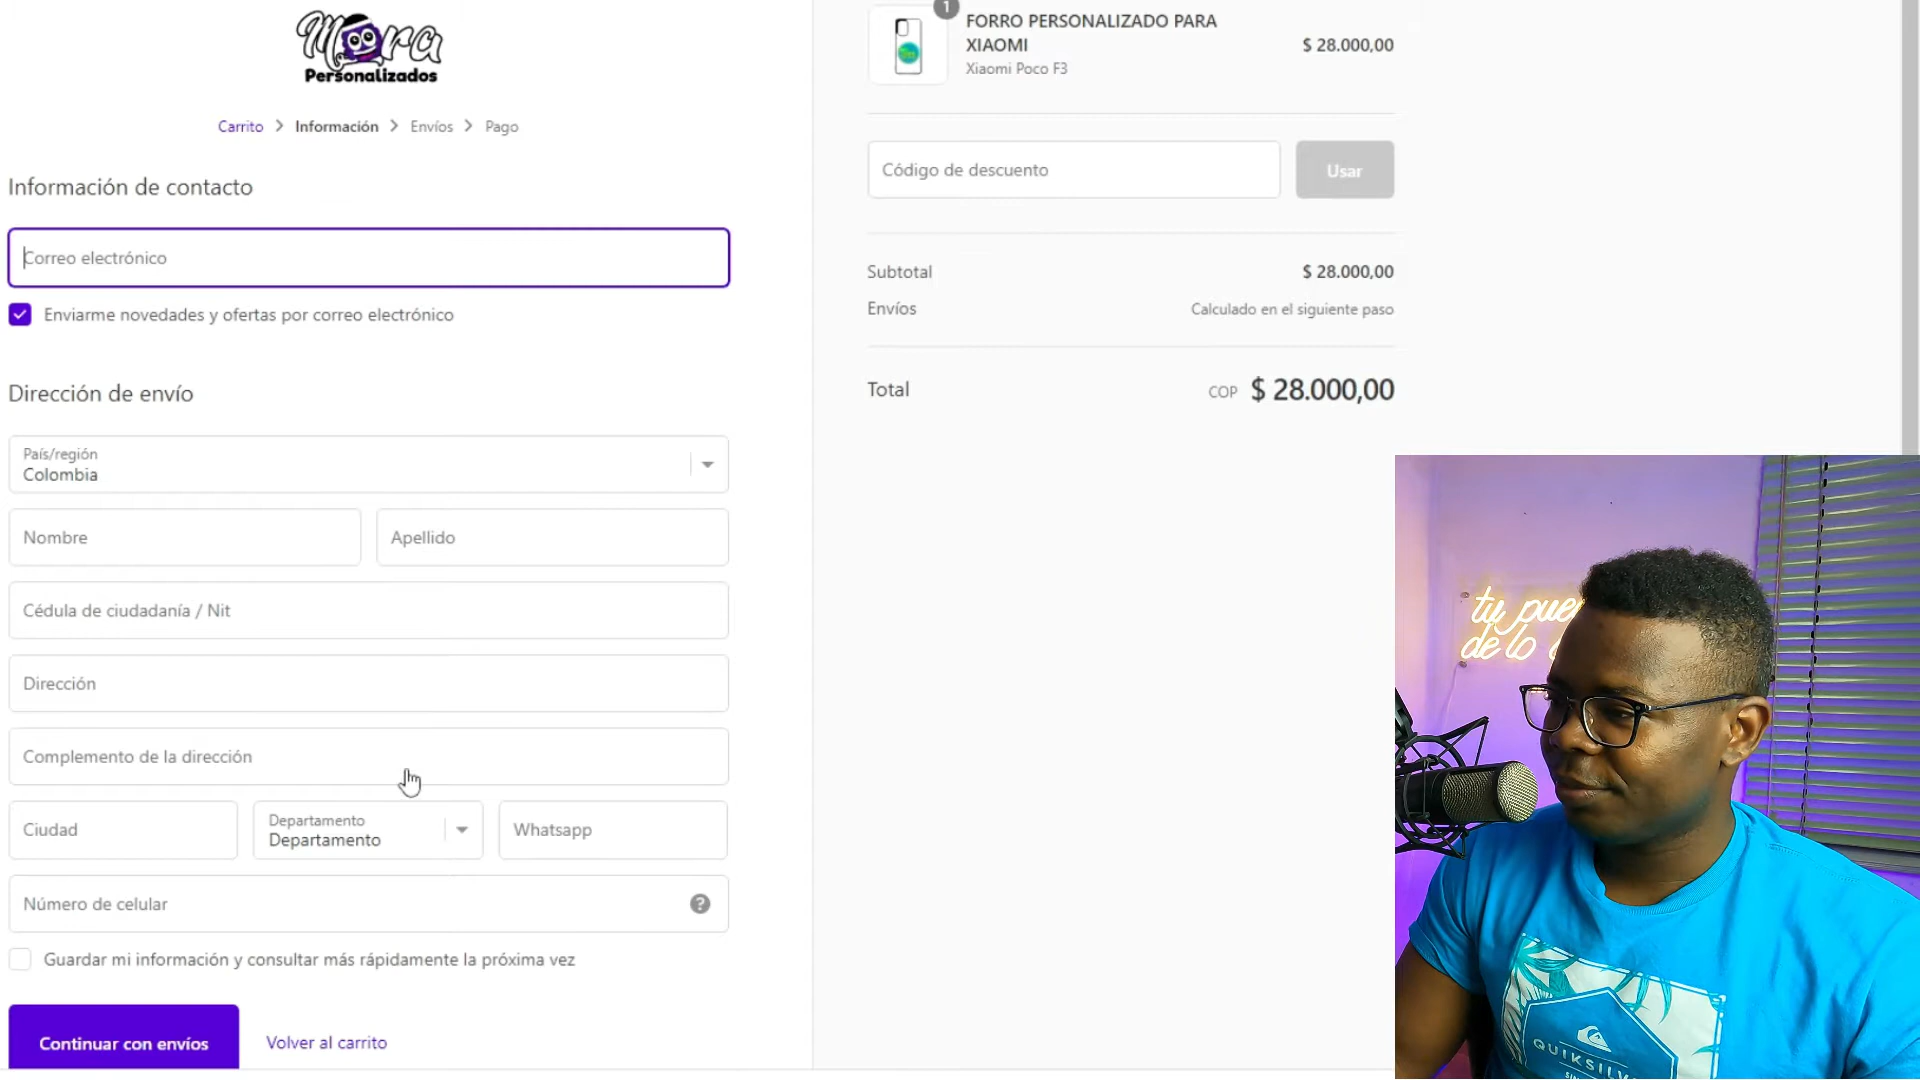 Mora
Personalizados
Carrito > Información > Envíos > Pago
Información de contacto
Correo electrónico
Enviarme novedades y ofertas por correo electrónico
Dirección de envío
País/región
Colombia
Nombre
Apellido
Cédula de ciudadanía / Nit
Dirección
Complemento de la dirección
Ciudad
Departamento
Departamento
Whatsapp
Número de celular
?
Guardar mi información y consultar más rápidamente la próxima vez
Continuar con envíos
Volver al carrito
1
FORRO PERSONALIZADO PARA
XIAOMI
Xiaomi Poco F3
$ 28.000,00
Código de descuento
Usar
Subtotal
$ 28.000,00
Envíos
Calculado en el siguiente paso
Total
COP $ 28.000,00
tu
de lo
QUIKSILV